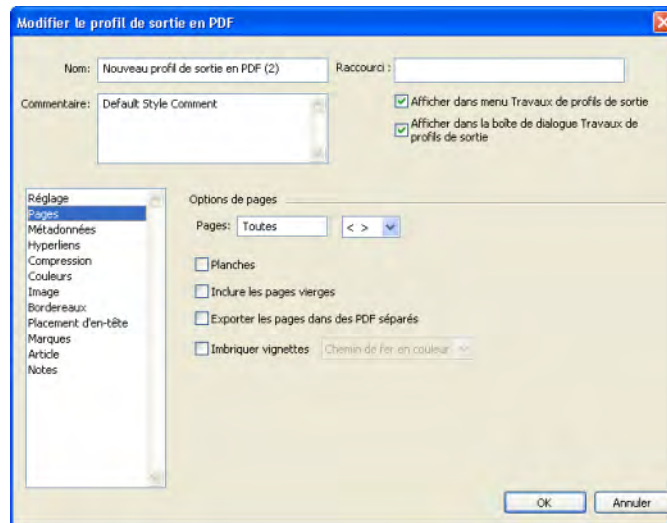 Modifier le profil de sortie en PDF
Nom: Nouveau profil de sortie en PDF (2) Raccourci :
Commentaire: Default Style Comment
Afficher dans menu Travaux de profils de sortie
Afficher dans la boîte de dialogue Travaux de
profils de sortie
Réglage
Pages
Métadonnées
Hyperliens
Compression
Couleurs
Image
Bordereaux
Placement d'en-tête
Marques
Article
Notes
Options de pages
Pages: Toutes < >
Planches
Inclure les pages vierges
Exporter les pages dans des PDF séparés
Imbriquer vignettes Chemin de fer en couleur
OK Annuler